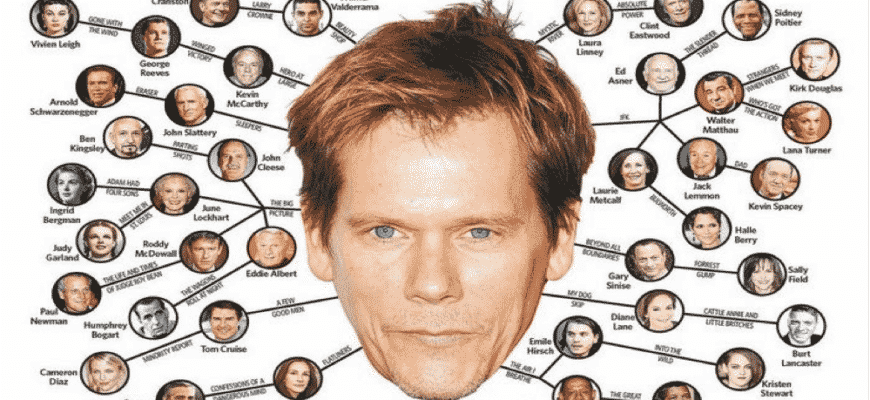 Cranston
LARRY
CROWNE
Valderrama
BEAUTY
SHOP
GONE WITH
THE WIND
Vivien Leigh
George
Reeves
WINGED
VICTORY
Kevin
McCarthy
HERO AT
LARGE
Arnold
Schwarzenegger
ERASER
John Slattery
SLEEPERS
Ben
Kingsley
PARTING
SHOTS
John
Cleese
THE BIG
PICTURE
Ingrid
Bergman
ADAM HAD
FOUR SONS
June
Lockhart
Judy
Garland
MEET ME IN
ST. LOUIS
Roddy
McDowall
Eddie Albert
Paul
Newman
THE LIFE AND TIMES
OF JUDGE ROY BEAN
Humphrey
Bogart
THE WAGONS
ROLL AT NIGHT
Tom Cruise
A FEW
GOOD MEN
Cameron
Diaz
MINORITY REPORT
CONFESSIONS OF A
DANGEROUS MIND
FLATLINERS
MYSTIC
RIVER
Laura
Linney
ABSOLUTE
POWER
Clint
Eastwood
Sidney
Poitier
THE SLENDER
THREAD
Ed
Asner
JFK
Walter
Matthau
STRANGERS
WHEN WE MEET
Kirk Douglas
WHO'S GOT
THE ACTION
Lana Turner
Jack
Lemmon
DAD
Kevin Spacey
Laurie
Metcalf
BULWORTH
Halle
Berry
BEYOND ALL
BOUNDARIES
Gary
Sinise
FORREST
GUMP
Sally
Field
MY DOG
SKIP
Diane
Lane
CATTLE ANNIE AND
LITTLE BRITCHES
Burt
Lancaster
Emile
Hirsch
THE AIR I
BREATHE
INTO THE
WILD
Kristen
Stewart
THE GREAT